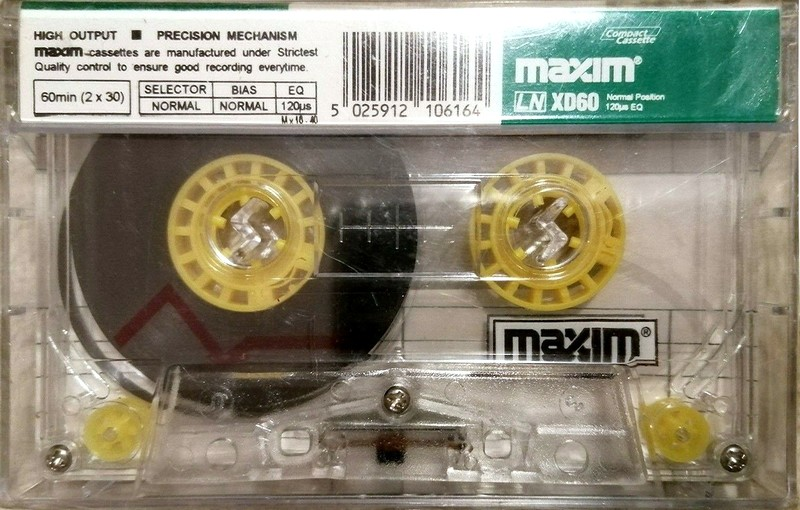 HIGH OUTPUT ■ PRECISION MECHANISM
maxim cassettes are manufactured under Strictest
Quality control to ensure good recording everytime.
60min (2 x 30)
SELECTOR BIAS EQ
NORMAL NORMAL 120µs
M x 16 - 40
5 025912 106164
Compact
Cassette
maxim®
LN XD60 Normal Position
120µs EQ
maxim®